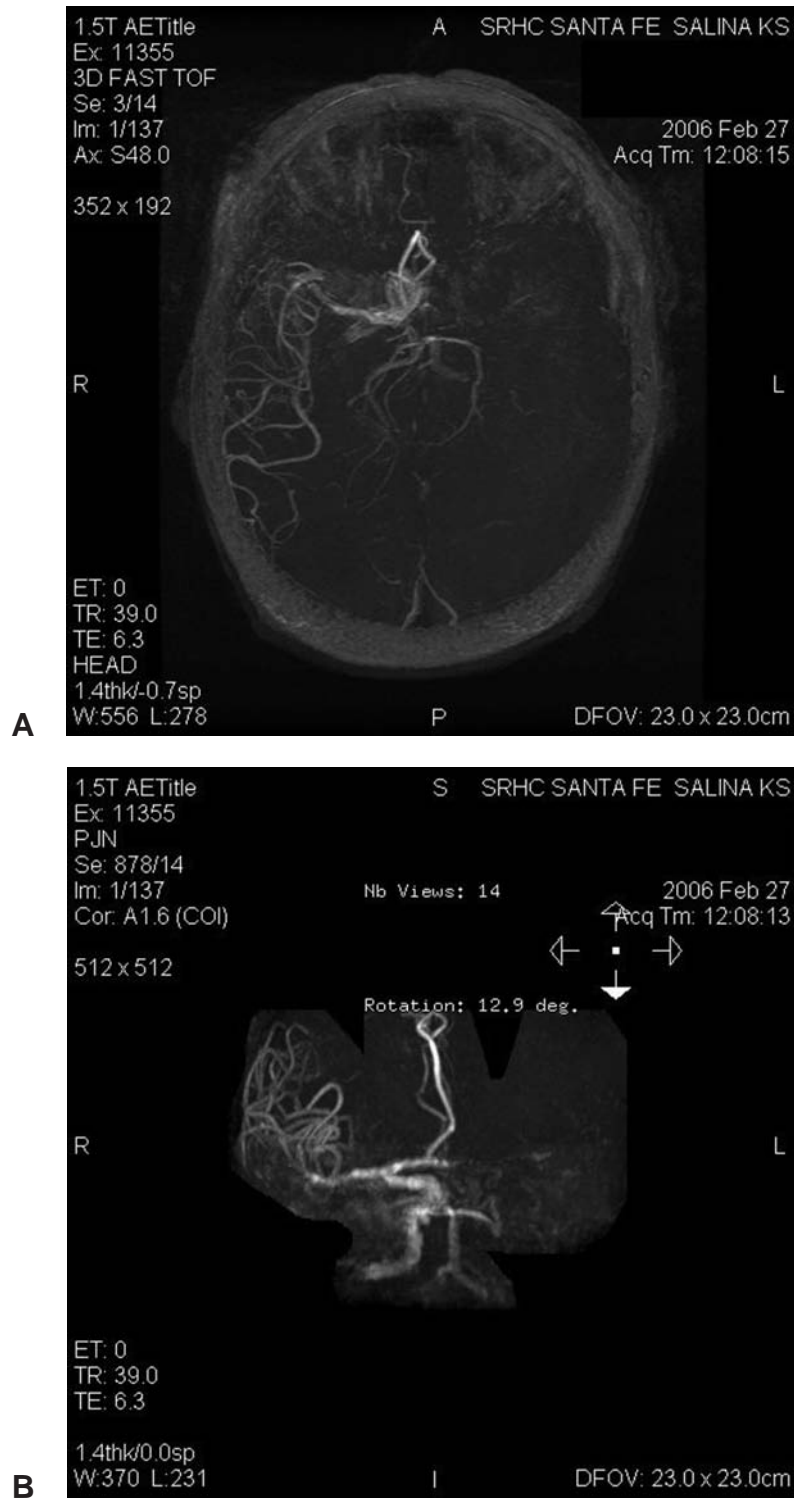 1.5T AETitle
A
SRHC SANTA FE SALINA KS
Ex: 11355
3D FAST TOF
Se: 3/14
Im: 1/137
2006 Feb 27
Ax: S48.0
Acq Tm: 12:08:15
352 x 192
R
L
ET: 0
TR: 39.0
TE: 6.3
HEAD
1.4thk/-0.7sp
W:556 L:278
P
DFOV: 23.0 x 23.0cm
A
1.5T AETitle
S
SRHC SANTA FE SALINA KS
Ex: 11355
PJN
Se: 878/14
Im: 1/137
Nb Views: 14
2006 Feb 27
Cor: A1.6 (COI)
Acq Tm: 12:08:13
512 x 512
Rotation: 12.9 deg.
R
L
ET: 0
TR: 39.0
TE: 6.3
1.4thk/0.0sp
W:370 L:231
I
DFOV: 23.0 x 23.0cm
B